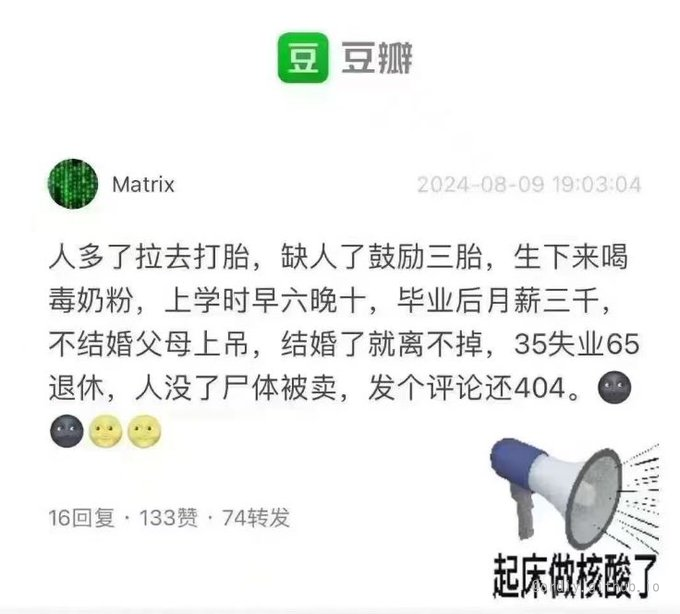 豆 豆瓣
Matrix 2024-08-09 19:03:04
人多了拉去打胎，缺人了鼓励三胎，生下来喝
毒奶粉，上学时早六晚十，毕业后月薪三千，
不结婚父母上吊，结婚了就离不掉，35失业65
退休，人没了尸体被卖，发个评论还404。🌚
🌚🌝🌝
16回复 · 133赞 · 74转发
起床做核酸了